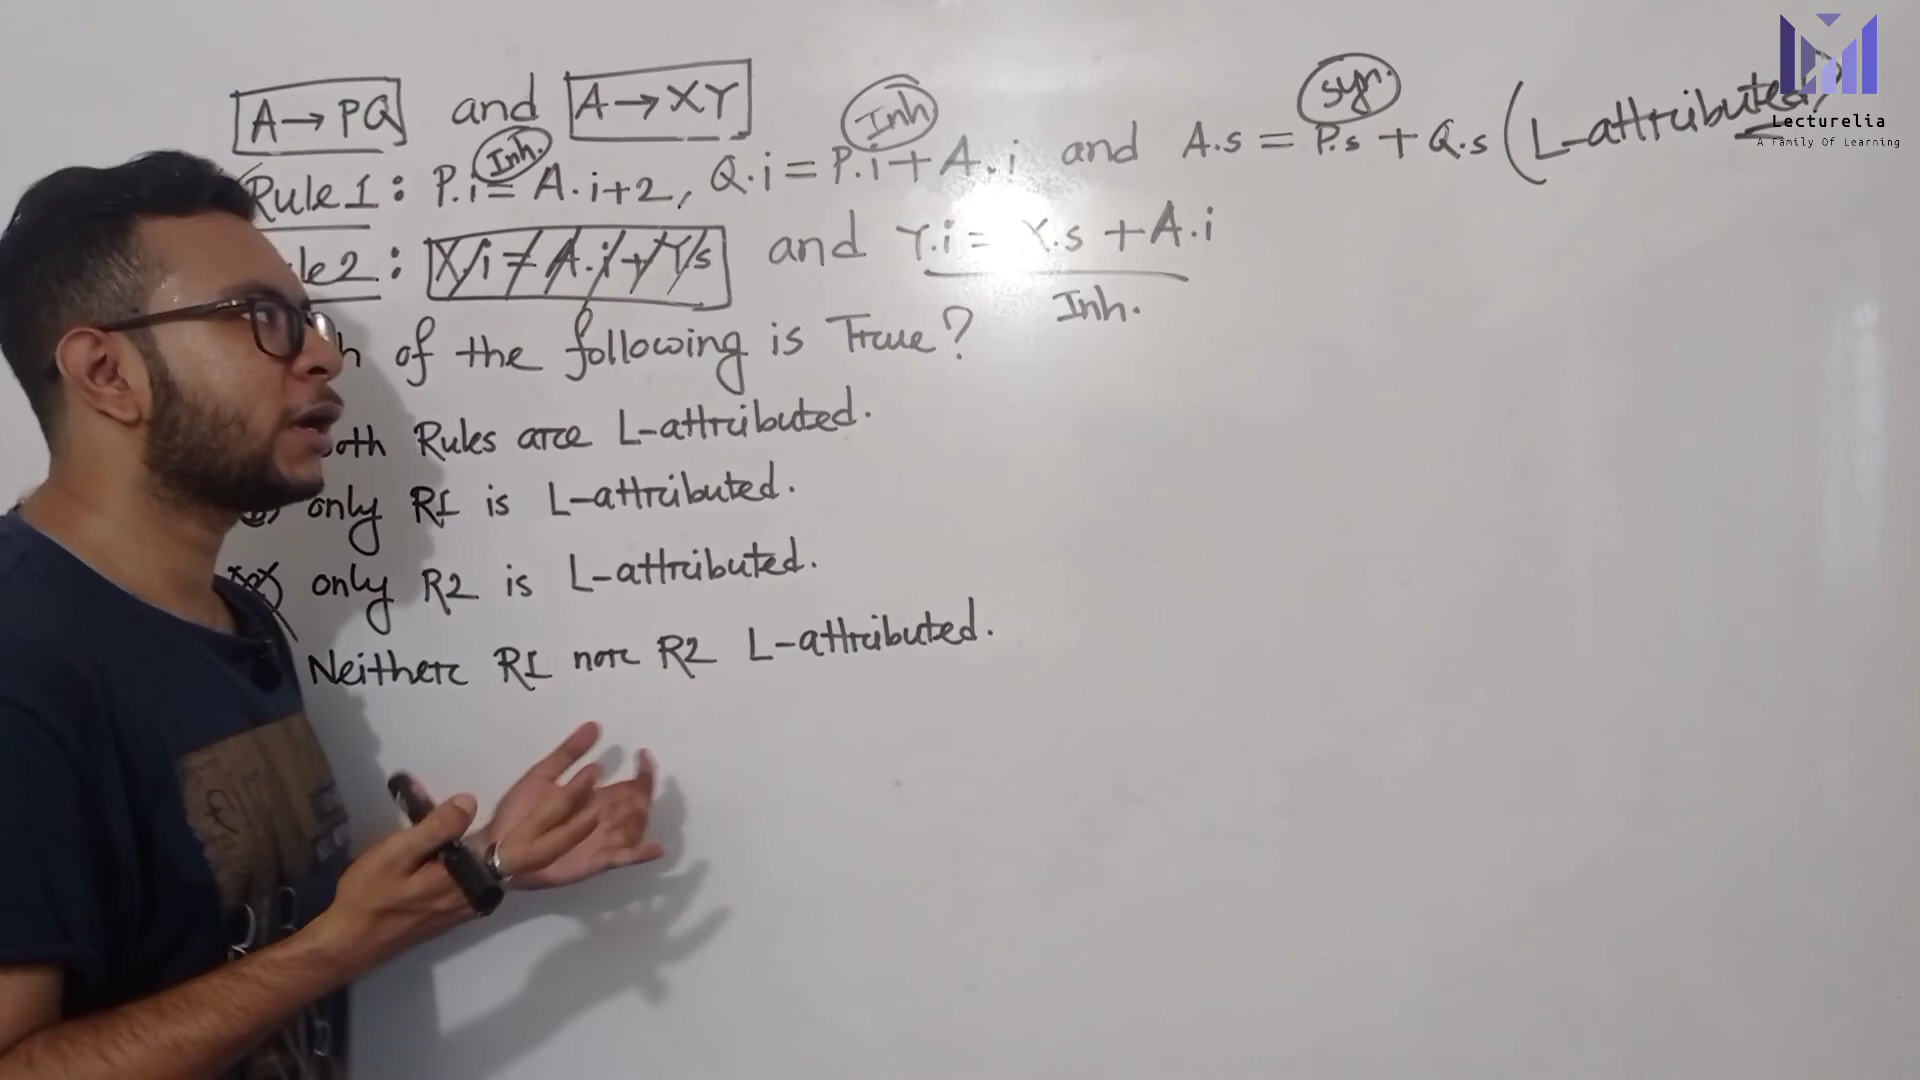 A→PQ and A→XY
Inh. Inh syn.
Rule1 : P.i = A.i+2, Q.i = P.i + A.i and A.s = P.s + Q.s (L-attributed)
: X.i = A.i + Y.s and Y.i = X.s + A.i
Inh.
of the following is True?
Rules are L-attributed.
only R1 is L-attributed.
only R2 is L-attributed.
Neither R1 nor R2 L-attributed.
Lecturelia
A Family Of Learning